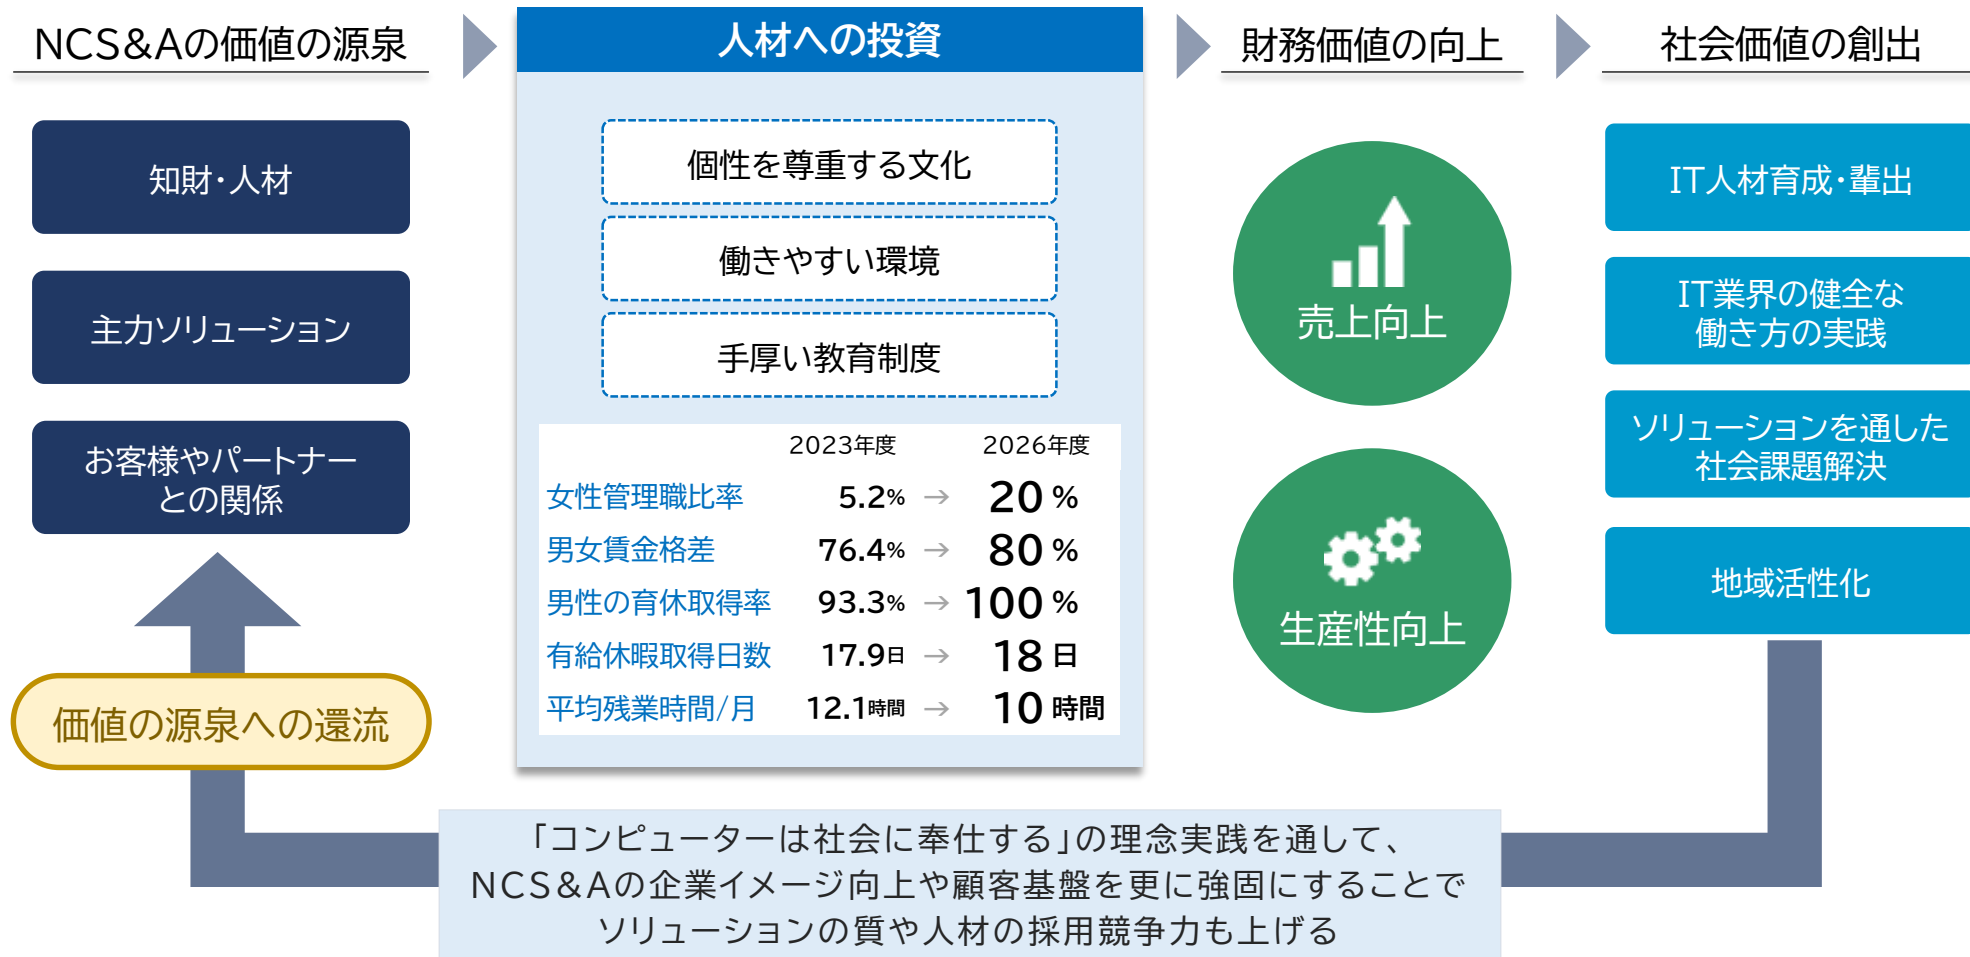 NCS&Aの価値の源泉
知財・人材
主力ソリューション
お客様やパートナー
との関係
価値の源泉への還流
人材への投資
個性を尊重する文化
働きやすい環境
手厚い教育制度
2023年度 2026年度
女性管理職比率 5.2% → 20%
男女賃金格差 76.4% → 80%
男性の育休取得率 93.3% → 100%
有給休暇取得日数 17.9日 → 18日
平均残業時間/月 12.1時間 → 10時間
財務価値の向上
売上向上
生産性向上
社会価値の創出
IT人材育成・輩出
IT業界の健全な
働き方の実践
ソリューションを通した
社会課題解決
地域活性化
「コンピューターは社会に奉仕する」の理念実践を通して、
NCS&Aの企業イメージ向上や顧客基盤を更に強固にすることで
ソリューションの質や人材の採用競争力も上げる